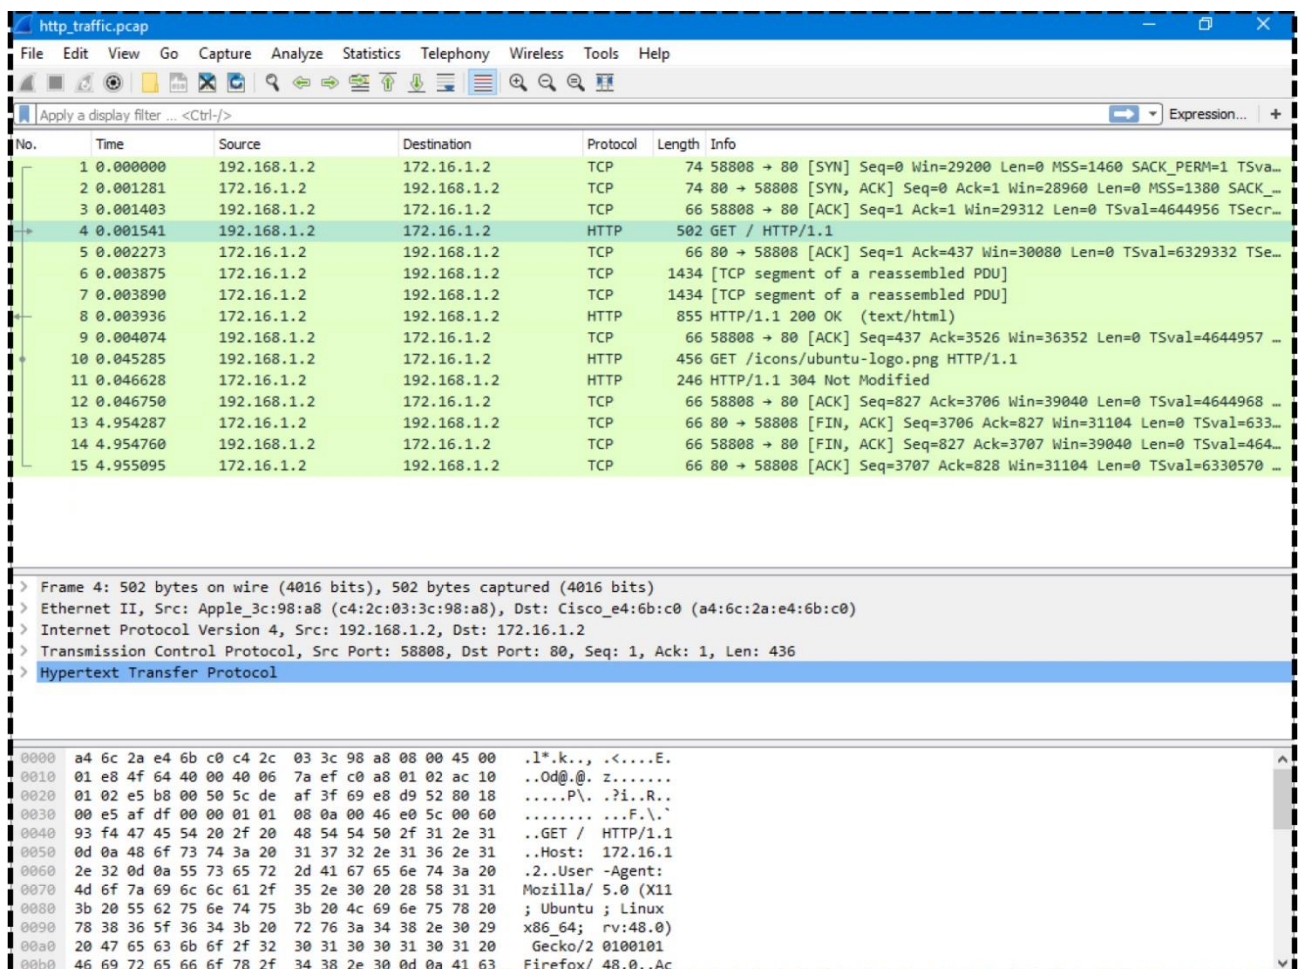 http_traffic.pcap
File Edit View Go Capture Analyze Statistics Telephony Wireless Tools Help
Apply a display filter ... <Ctrl-/> Expression... +
No. Time Source Destination Protocol Length Info
1 0.000000 192.168.1.2 172.16.1.2 TCP 74 58808 → 80 [SYN] Seq=0 Win=29200 Len=0 MSS=1460 SACK_PERM=1 TSva…
2 0.001281 172.16.1.2 192.168.1.2 TCP 74 80 → 58808 [SYN, ACK] Seq=0 Ack=1 Win=28960 Len=0 MSS=1380 SACK_…
3 0.001403 192.168.1.2 172.16.1.2 TCP 66 58808 → 80 [ACK] Seq=1 Ack=1 Win=29312 Len=0 TSval=4644956 TSecr…
4 0.001541 192.168.1.2 172.16.1.2 HTTP 502 GET / HTTP/1.1
5 0.002273 172.16.1.2 192.168.1.2 TCP 66 80 → 58808 [ACK] Seq=1 Ack=437 Win=30080 Len=0 TSval=6329332 TSe…
6 0.003875 172.16.1.2 192.168.1.2 TCP 1434 [TCP segment of a reassembled PDU]
7 0.003890 172.16.1.2 192.168.1.2 TCP 1434 [TCP segment of a reassembled PDU]
8 0.003936 172.16.1.2 192.168.1.2 HTTP 855 HTTP/1.1 200 OK (text/html)
9 0.004074 192.168.1.2 172.16.1.2 TCP 66 58808 → 80 [ACK] Seq=437 Ack=3526 Win=36352 Len=0 TSval=4644957 …
10 0.045285 192.168.1.2 172.16.1.2 HTTP 456 GET /icons/ubuntu-logo.png HTTP/1.1
11 0.046628 172.16.1.2 192.168.1.2 HTTP 246 HTTP/1.1 304 Not Modified
12 0.046750 192.168.1.2 172.16.1.2 TCP 66 58808 → 80 [ACK] Seq=827 Ack=3706 Win=39040 Len=0 TSval=4644968 …
13 4.954287 172.16.1.2 192.168.1.2 TCP 66 80 → 58808 [FIN, ACK] Seq=3706 Ack=827 Win=31104 Len=0 TSval=633…
14 4.954760 192.168.1.2 172.16.1.2 TCP 66 58808 → 80 [FIN, ACK] Seq=827 Ack=3707 Win=39040 Len=0 TSval=464…
15 4.955095 172.16.1.2 192.168.1.2 TCP 66 80 → 58808 [ACK] Seq=3707 Ack=828 Win=31104 Len=0 TSval=6330570 …
> Frame 4: 502 bytes on wire (4016 bits), 502 bytes captured (4016 bits)
> Ethernet II, Src: Apple_3c:98:a8 (c4:2c:03:3c:98:a8), Dst: Cisco_e4:6b:c0 (a4:6c:2a:e4:6b:c0)
> Internet Protocol Version 4, Src: 192.168.1.2, Dst: 172.16.1.2
> Transmission Control Protocol, Src Port: 58808, Dst Port: 80, Seq: 1, Ack: 1, Len: 436
> Hypertext Transfer Protocol
0000 a4 6c 2a e4 6b c0 c4 2c 03 3c 98 a8 08 00 45 00 .l*.k.., .<....E.
0010 01 e8 4f 64 40 00 40 06 7a ef c0 a8 01 02 ac 10 ..Od@.@. z.......
0020 01 02 e5 b8 00 50 5c de af 3f 69 e8 d9 52 80 18 .....P\. .?i..R..
0030 00 e5 af df 00 00 01 01 08 0a 00 46 e0 5c 00 60 ........ ...F.\.`
0040 93 f4 47 45 54 20 2f 20 48 54 54 50 2f 31 2e 31 ..GET / HTTP/1.1
0050 0d 0a 48 6f 73 74 3a 20 31 37 32 2e 31 36 2e 31 ..Host: 172.16.1
0060 2e 32 0d 0a 55 73 65 72 2d 41 67 65 6e 74 3a 20 .2..User -Agent:
0070 4d 6f 7a 69 6c 6c 61 2f 35 2e 30 20 28 58 31 31 Mozilla/ 5.0 (X11
0080 3b 20 55 62 75 6e 74 75 3b 20 4c 69 6e 75 78 20 ; Ubuntu ; Linux
0090 78 38 36 5f 36 34 3b 20 72 76 3a 34 38 2e 30 29 x86_64; rv:48.0)
00a0 20 47 65 63 6b 6f 2f 32 30 31 30 30 31 30 31 20 Gecko/2 0100101
00b0 46 69 72 65 66 6f 78 2f 34 38 2e 30 0d 0a 41 63 Firefox/ 48.0..Ac